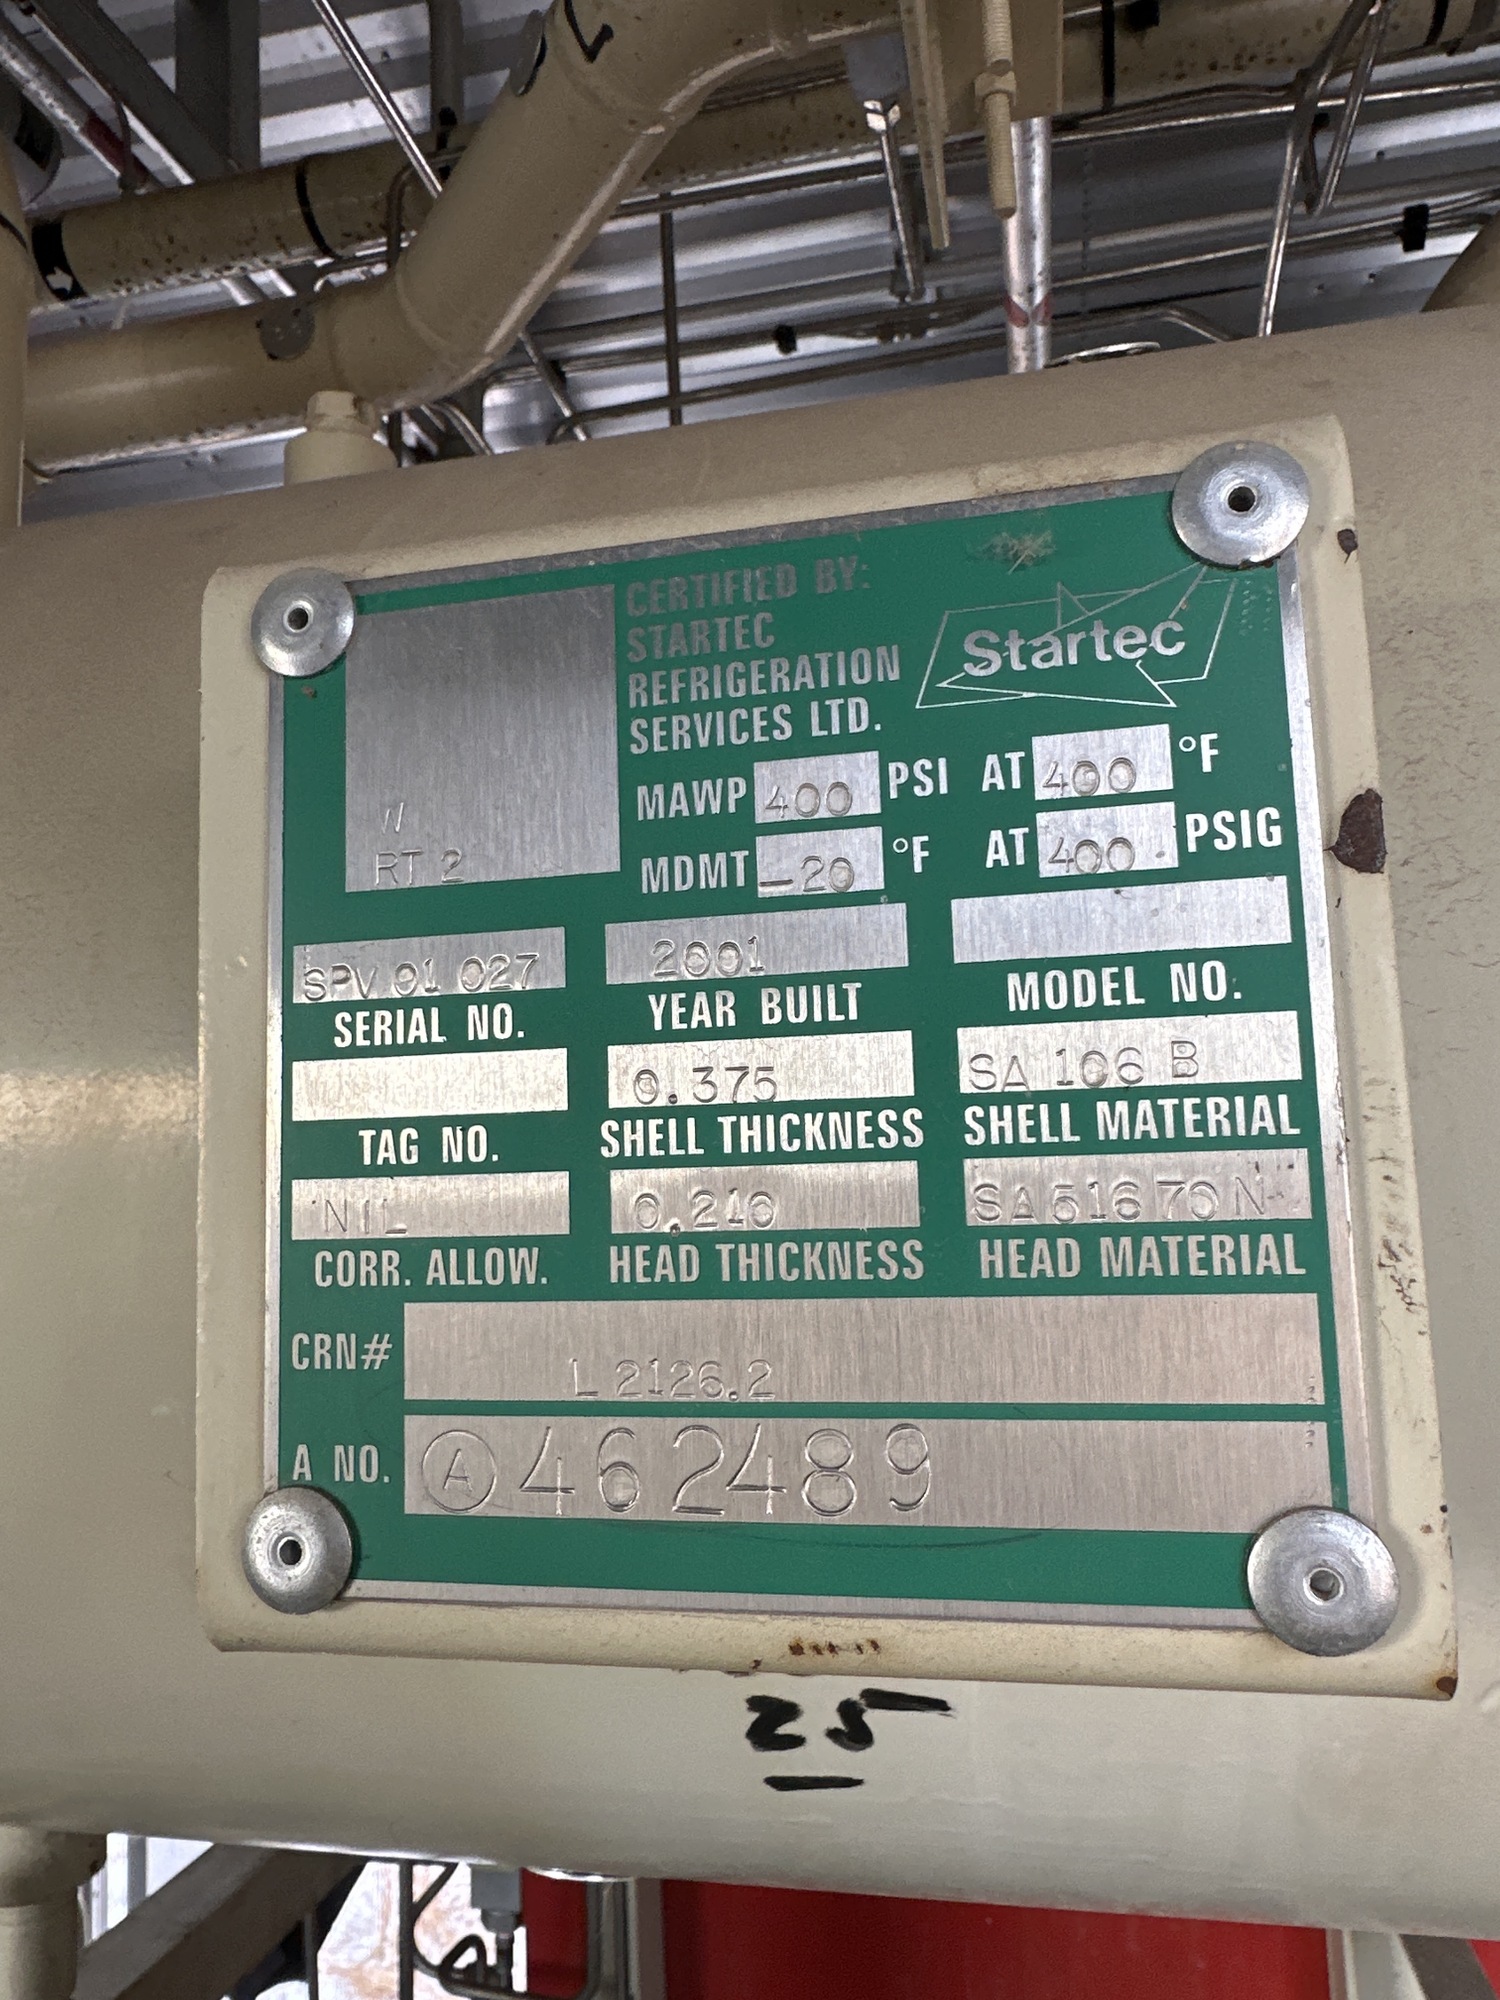 CERTIFIED BY:
STARTEC
REFRIGERATION
SERVICES LTD.
Startec
W
RT 2
MAWP 400 PSI AT 400 °F
MDMT -20 °F AT 400 PSIG
SPV 01 027 2001
SERIAL NO. YEAR BUILT MODEL NO.
0.375 SA 106 B
TAG NO. SHELL THICKNESS SHELL MATERIAL
NIL 0.210 SA516 70 N
CORR. ALLOW. HEAD THICKNESS HEAD MATERIAL
CRN# L 2126.2
A NO. A 462489
25